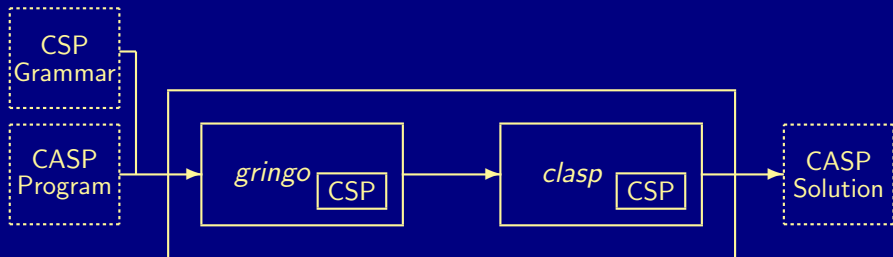 CSP
Grammar
CASP
Program
gringo
CSP
clasp
CSP
CASP
Solution